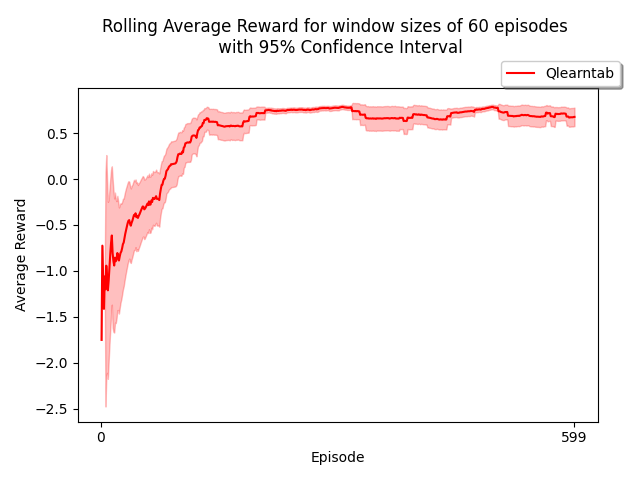 Rolling Average Reward for window sizes of 60 episodes
with 95% Confidence Interval
Qlearntab
0.5
0.0
−0.5
−1.0
−1.5
−2.0
−2.5
Average Reward
0 599
Episode